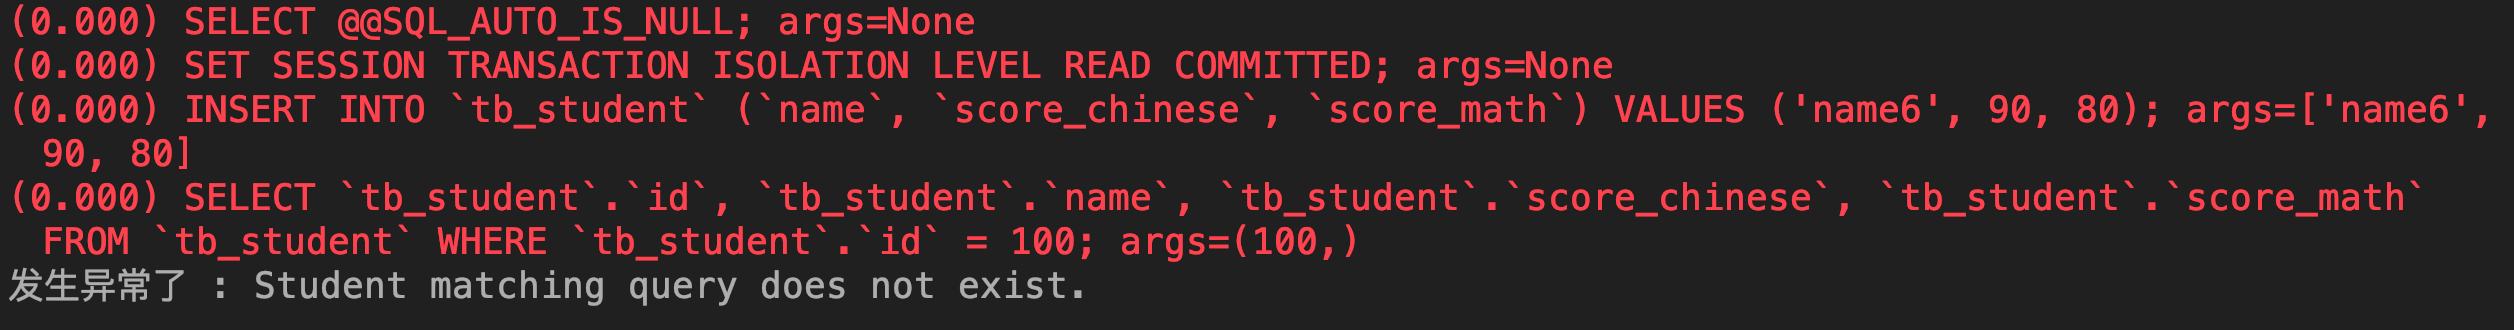 (0.000) SELECT @@SQL_AUTO_IS_NULL; args=None
(0.000) SET SESSION TRANSACTION ISOLATION LEVEL READ COMMITTED; args=None
(0.000) INSERT INTO `tb_student` (`name`, `score_chinese`, `score_math`) VALUES ('name6', 90, 80); args=['name6',
90, 80]
(0.000) SELECT `tb_student`.`id`, `tb_student`.`name`, `tb_student`.`score_chinese`, `tb_student`.`score_math`
FROM `tb_student` WHERE `tb_student`.`id` = 100; args=(100,)
发生异常了 : Student matching query does not exist.